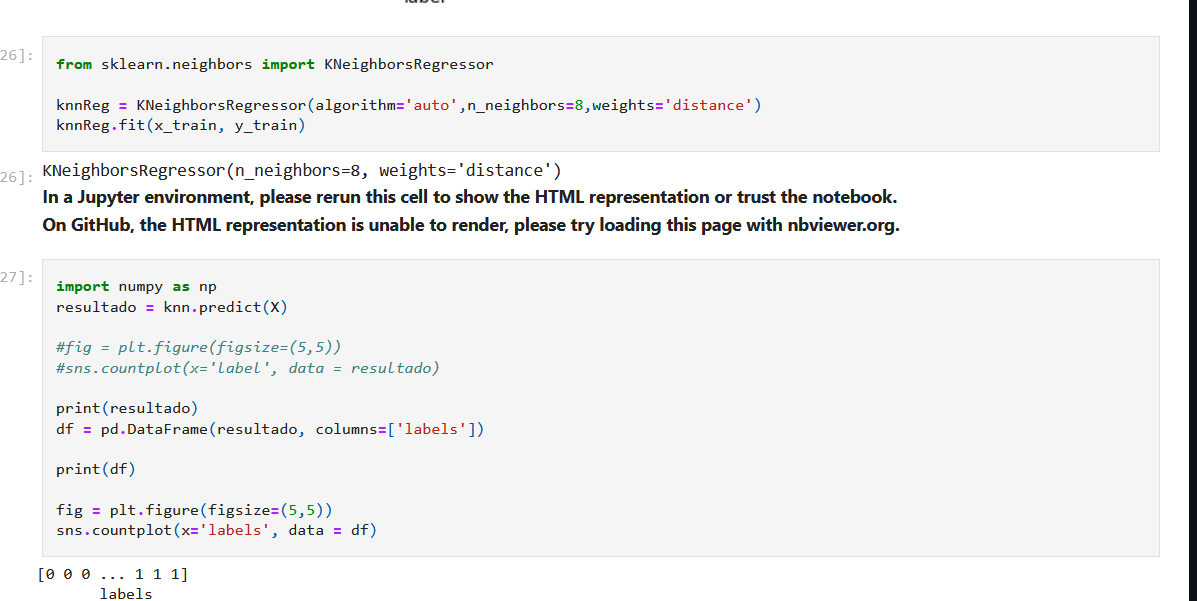 label
26]:
from sklearn.neighbors import KNeighborsRegressor
knnReg = KNeighborsRegressor(algorithm='auto',n_neighbors=8,weights='distance')
knnReg.fit(x_train, y_train)
26]:
KNeighborsRegressor(n_neighbors=8, weights='distance')
In a Jupyter environment, please rerun this cell to show the HTML representation or trust the notebook.
On GitHub, the HTML representation is unable to render, please try loading this page with nbviewer.org.
27]:
import numpy as np
resultado = knn.predict(X)
#fig = plt.figure(figsize=(5,5))
#sns.countplot(x='label', data = resultado)
print(resultado)
df = pd.DataFrame(resultado, columns=['labels'])
print(df)
fig = plt.figure(figsize=(5,5))
sns.countplot(x='labels', data = df)
[0 0 0 ... 1 1 1]
labels